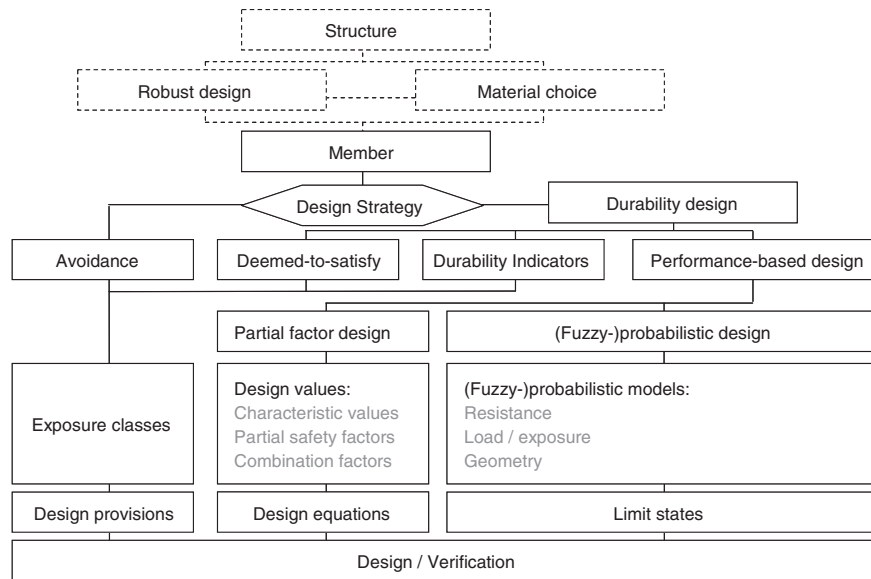 Structure
Robust design
Material choice
Member
Design Strategy
Durability design
Avoidance
Deemed-to-satisfy
Durability Indicators
Performance-based design
Partial factor design
(Fuzzy-)probabilistic design
Exposure classes
Design values:
Characteristic values
Partial safety factors
Combination factors
(Fuzzy-)probabilistic models:
Resistance
Load / exposure
Geometry
Design provisions
Design equations
Limit states
Design / Verification